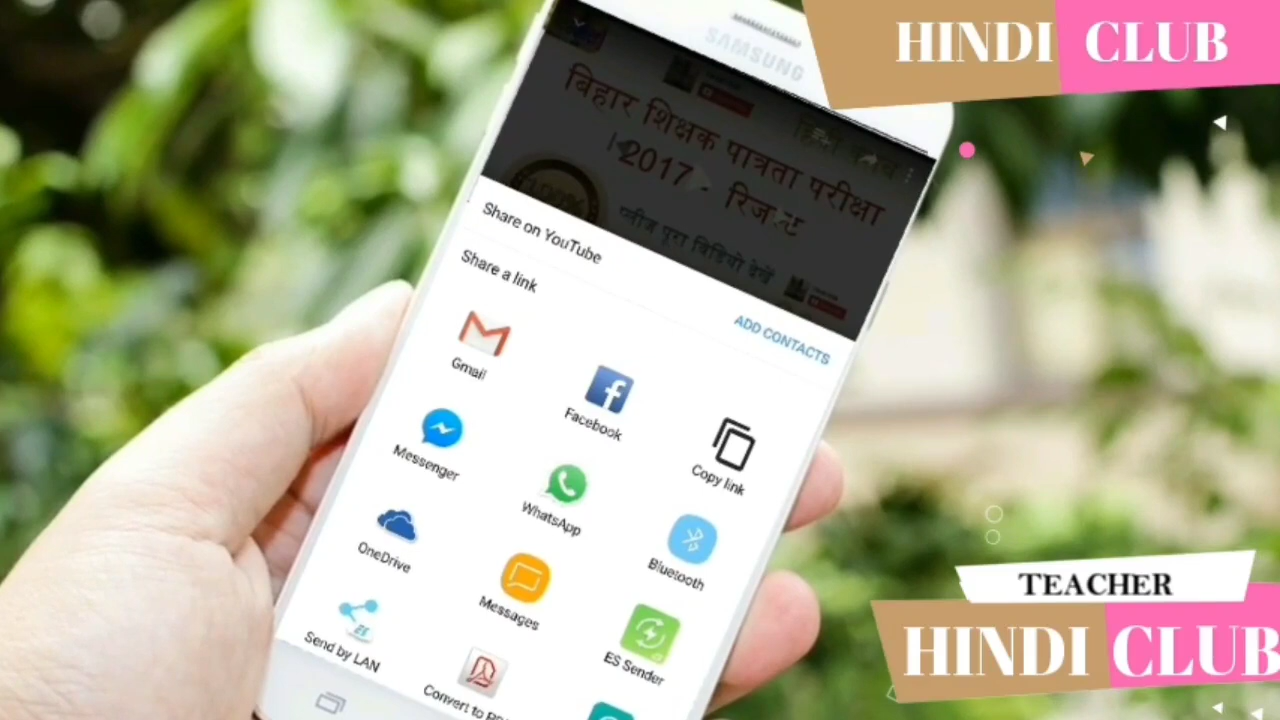 HINDI CLUB
SAMSUNG
बिहार शिक्षक पात्रता परीक्षा
2017 - रिजल्ट
प्लीज पूरा विडियो देखें
Share on YouTube
Share a link
ADD CONTACTS
Gmail
Facebook
Copy link
Messenger
WhatsApp
Bluetooth
OneDrive
Messages
ES Sender
Send by LAN
Convert to
TEACHER
HINDI CLUB